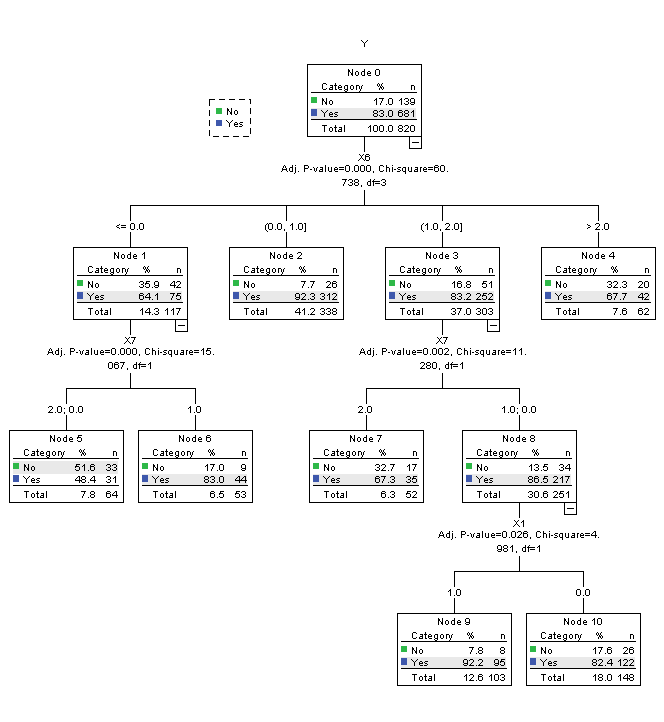 Y
Node 0
Category % n
No 17.0 139
Yes 83.0 681
Total 100.0 820
No
Yes
X6
Adj. P-value=0.000, Chi-square=60.
738, df=3
<= 0.0
(0.0, 1.0]
(1.0, 2.0]
> 2.0
Node 1
Category % n
No 35.9 42
Yes 64.1 75
Total 14.3 117
Node 2
Category % n
No 7.7 26
Yes 92.3 312
Total 41.2 338
Node 3
Category % n
No 16.8 51
Yes 83.2 252
Total 37.0 303
Node 4
Category % n
No 32.3 20
Yes 67.7 42
Total 7.6 62
X7
Adj. P-value=0.000, Chi-square=15.
067, df=1
X7
Adj. P-value=0.002, Chi-square=11.
280, df=1
2.0; 0.0
1.0
2.0
1.0; 0.0
Node 5
Category % n
No 51.6 33
Yes 48.4 31
Total 7.8 64
Node 6
Category % n
No 17.0 9
Yes 83.0 44
Total 6.5 53
Node 7
Category % n
No 32.7 17
Yes 67.3 35
Total 6.3 52
Node 8
Category % n
No 13.5 34
Yes 86.5 217
Total 30.6 251
X1
Adj. P-value=0.026, Chi-square=4.
981, df=1
1.0
0.0
Node 9
Category % n
No 7.8 8
Yes 92.2 95
Total 12.6 103
Node 10
Category % n
No 17.6 26
Yes 82.4 122
Total 18.0 148